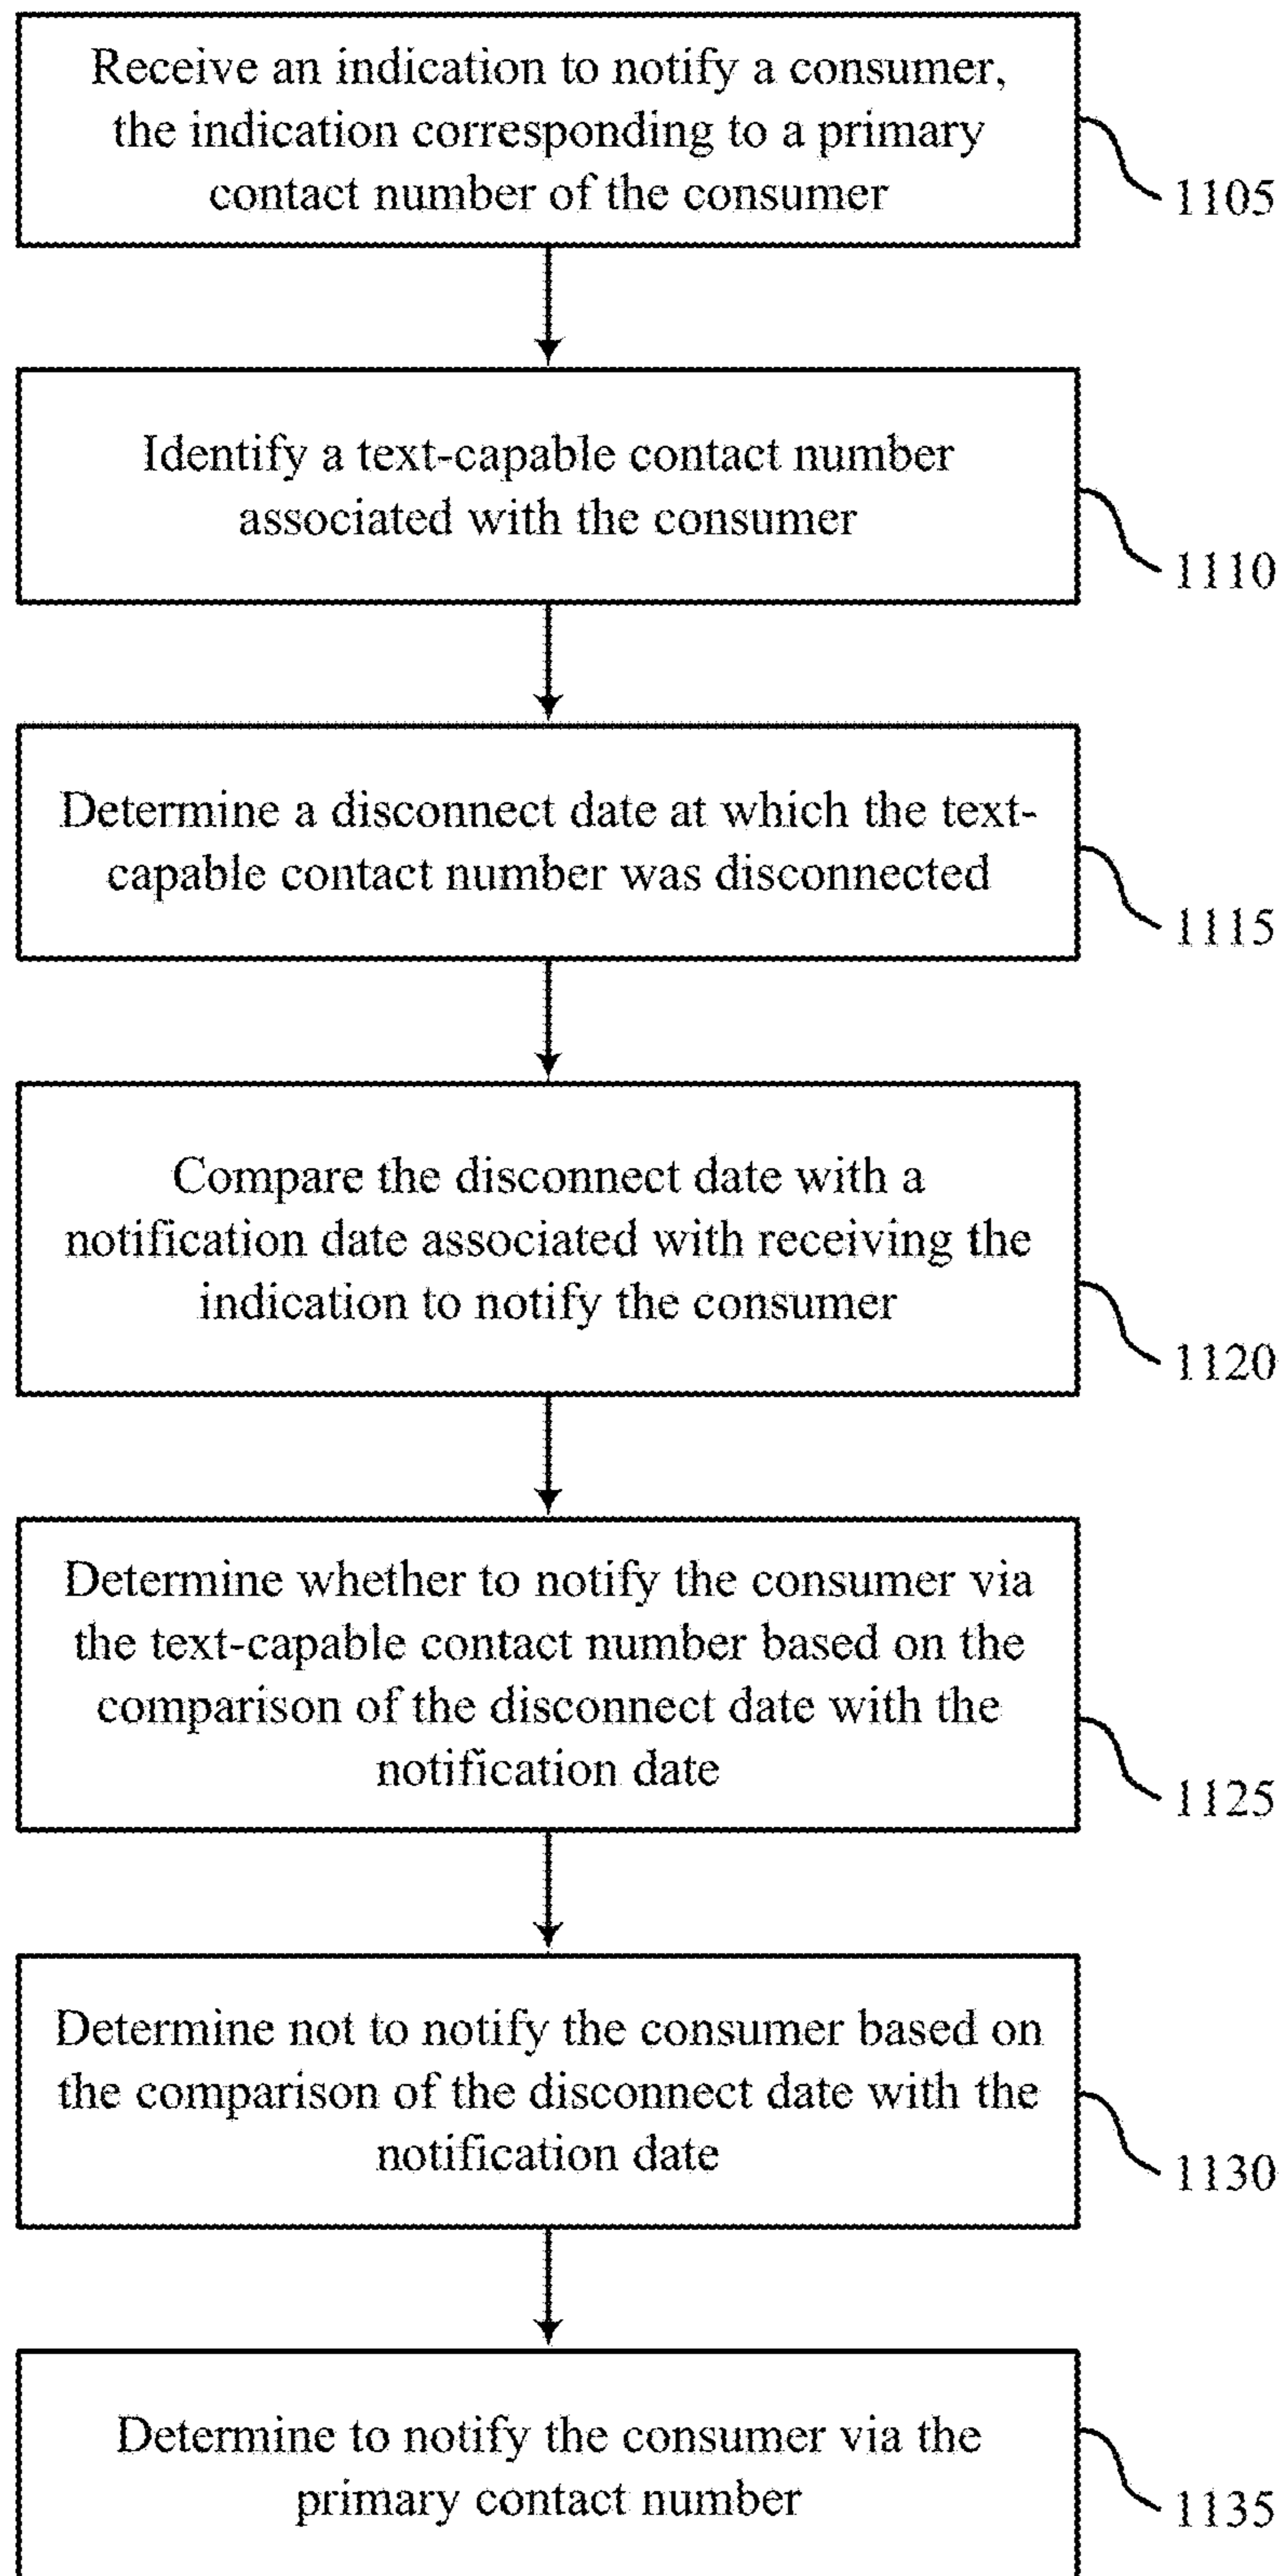 Receive an indication to notify a consumer,
the indication corresponding to a primary
contact number of the consumer
1105
Identify a text-capable contact number
associated with the consumer
1110
Determine a disconnect date at which the text-
capable contact number was disconnected
1115
Compare the disconnect date with a
notification date associated with receiving the
indication to notify the consumer
1120
Determine whether to notify the consumer via
the text-capable contact number based on the
comparison of the disconnect date with the
notification date
1125
Determine not to notify the consumer based on
the comparison of the disconnect date with the
notification date
1130
Determine to notify the consumer via the
primary contact number
1135